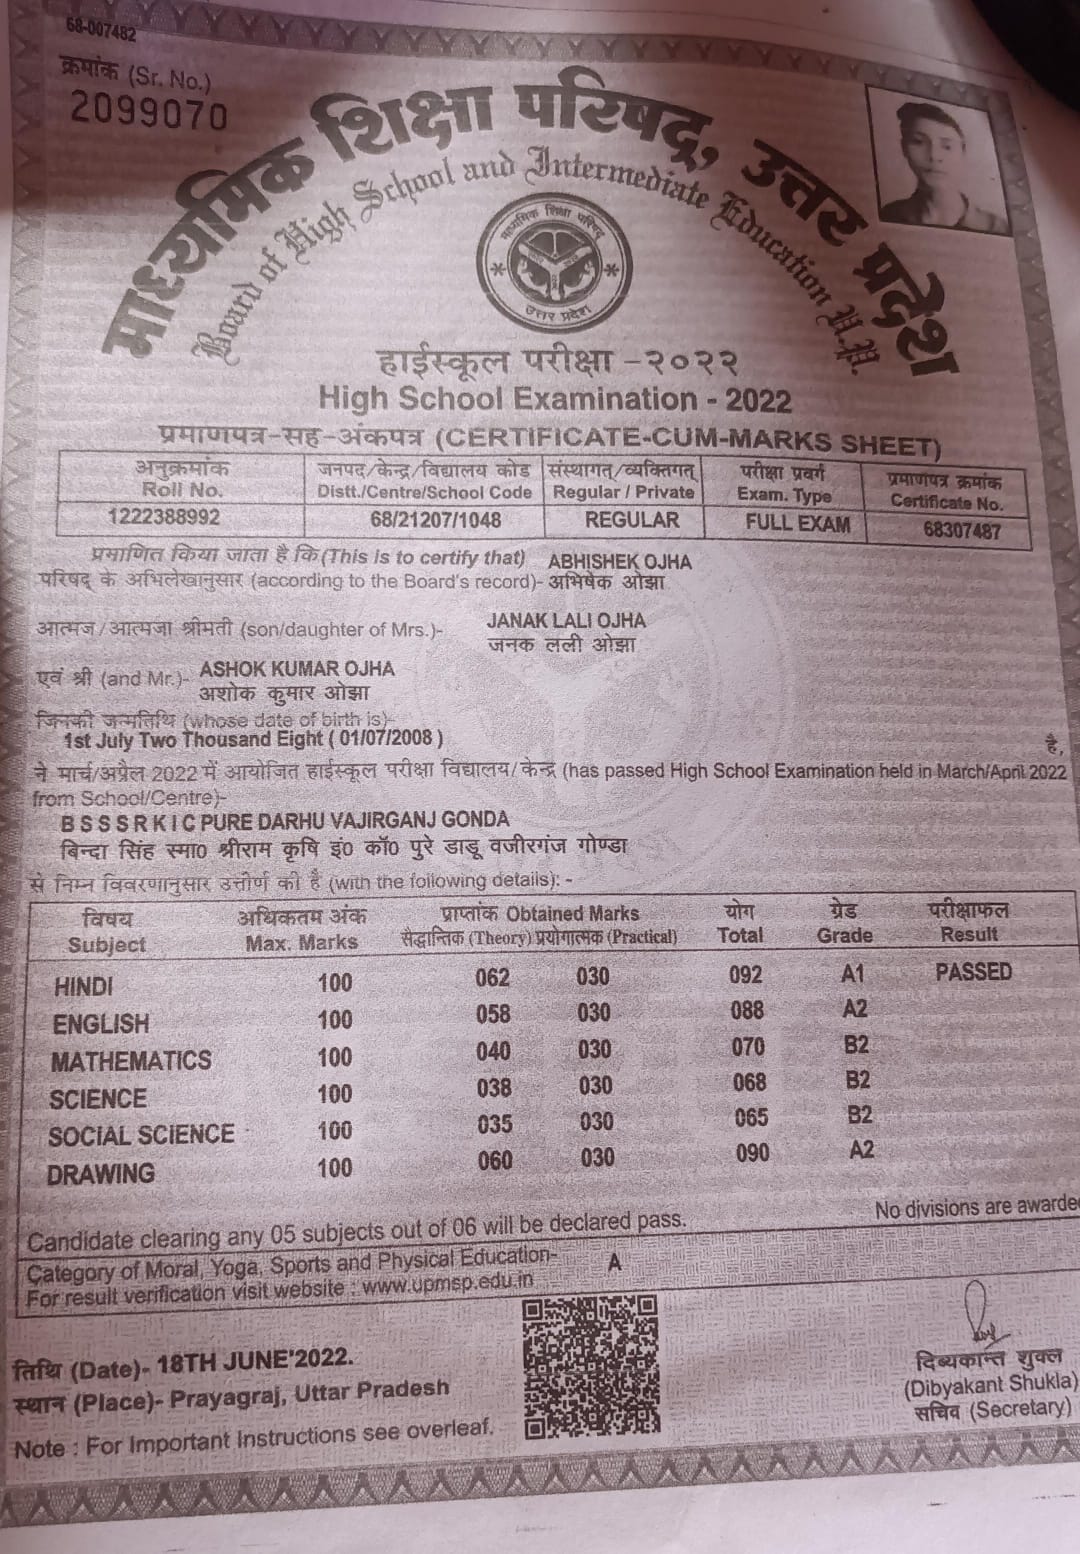 68-007482
क्रमांक (Sr. No.)
2099070
माध्यमिक शिक्षा परिषद्, उत्तर प्रदेश
Board of High School and Intermediate Education U.P.
माध्यमिक शिक्षा परिषद्
उत्तर प्रदेश
हाईस्कूल परीक्षा -२०२२
High School Examination - 2022
प्रमाणपत्र-सह-अंकपत्र (CERTIFICATE-CUM-MARKS SHEET)
अनुक्रमांक जनपद/केन्द्र/विद्यालय कोड संस्थागत/व्यक्तिगत् परीक्षा प्रवर्ग प्रमाणपत्र क्रमांक
Roll No. Distt./Centre/School Code Regular / Private Exam. Type Certificate No.
1222388992 68/21207/1048 REGULAR FULL EXAM 68307487
प्रमाणित किया जाता है कि (This is to certify that) ABHISHEK OJHA
परिषद् के अभिलेखानुसार (according to the Board's record)- अभिषेक ओझा
JANAK LALI OJHA
आत्मज/आत्मजा श्रीमती (son/daughter of Mrs.)-
जनक लली ओझा
ASHOK KUMAR OJHA
एवं श्री (and Mr.)-
अशोक कुमार ओझा
जिनकी जन्मतिथि (whose date of birth is)-
1st July Two Thousand Eight ( 01/07/2008 ) है,
ने मार्च/अप्रैल 2022 में आयोजित हाईस्कूल परीक्षा विद्यालय/केन्द्र (has passed High School Examination held in March/April 2022
from School/Centre)-
B S S S R K I C PURE DARHU VAJIRGANJ GONDA
बिन्दा सिंह स्मा० श्रीराम कृषि इं० कॉ० पुरे डाडू वजीरगंज गोण्डा
से निम्न विवरणानुसार उत्तीर्ण की है (with the following details): -
विषय अधिकतम अंक प्राप्तांक Obtained Marks योग ग्रेड परीक्षाफल
Subject Max. Marks सैद्धान्तिक (Theory) प्रयोगात्मक (Practical) Total Grade Result
HINDI 100 062 030 092 A1 PASSED
ENGLISH 100 058 030 088 A2
MATHEMATICS 100 040 030 070 B2
SCIENCE 100 038 030 068 B2
SOCIAL SCIENCE 100 035 030 065 B2
DRAWING 100 060 030 090 A2
Candidate clearing any 05 subjects out of 06 will be declared pass. No divisions are awarde
Category of Moral, Yoga, Sports and Physical Education- A
For result verification visit website : www.upmsp.edu.in
तिथि (Date)- 18TH JUNE'2022.
स्थान (Place)- Prayagraj, Uttar Pradesh
Note : For Important Instructions see overleaf.
दिब्यकान्त शुक्ल
(Dibyakant Shukla)
सचिव (Secretary)